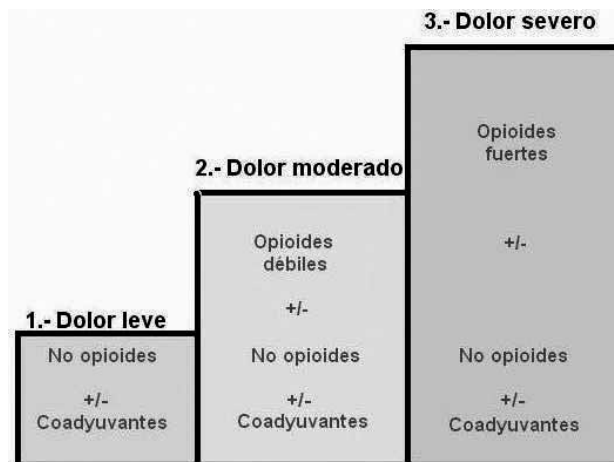 3.- Dolor severo
Opioides
fuertes
+/-
No opioides
+/-
Coadyuvantes
2.- Dolor moderado
Opioides
débiles
+/-
No opioides
+/-
Coadyuvantes
1.- Dolor leve
No opioides
+/-
Coadyuvantes